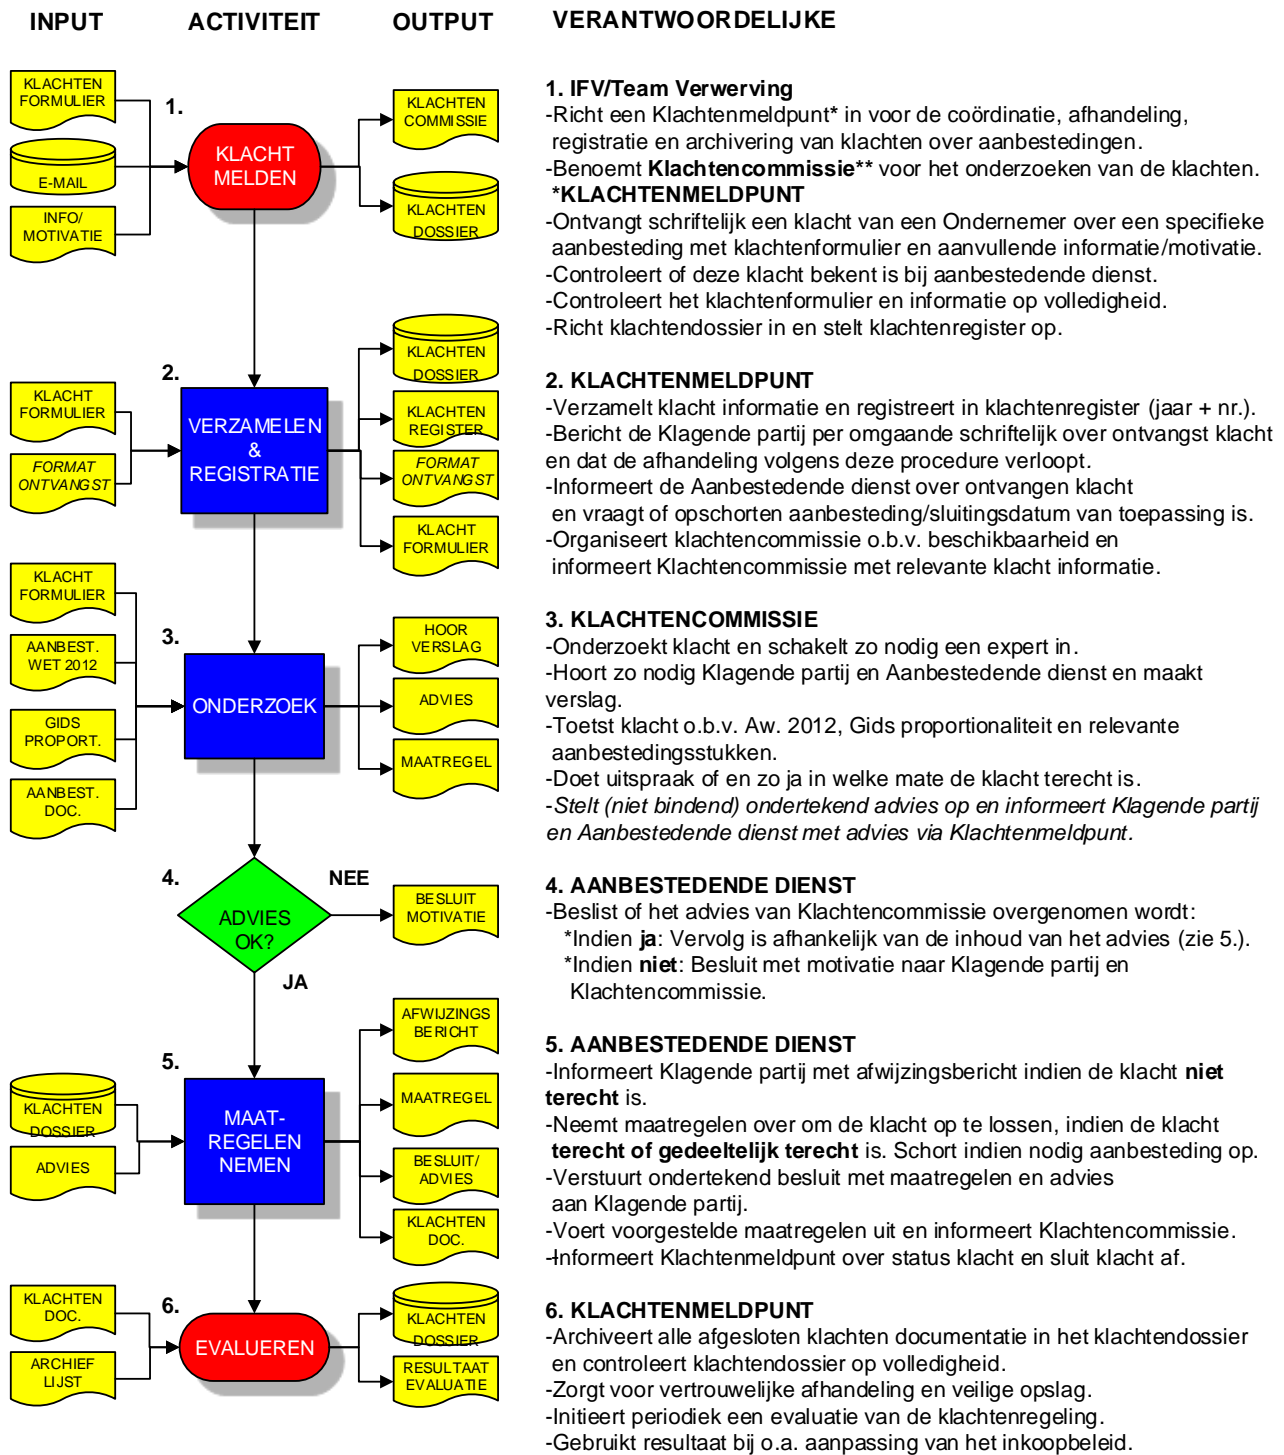 INPUT
ACTIVITEIT
OUTPUT
VERANTWOORDELIJKE
KLACHTEN
FORMULIER
E-MAIL
INFO/
MOTIVATIE
1.
KLACHT
MELDEN
KLACHTEN
COMMISSIE
KLACHTEN
DOSSIER
1. IFV/Team Verwerving
-Richt een Klachtenmeldpunt* in voor de coördinatie, afhandeling,
registratie en archivering van klachten over aanbestedingen.
-Benoemt Klachtencommissie** voor het onderzoeken van de klachten.
*KLACHTENMELDPUNT
-Ontvangt schriftelijk een klacht van een Ondernemer over een specifieke
aanbesteding met klachtenformulier en aanvullende informatie/motivatie.
-Controleert of deze klacht bekent is bij aanbestedende dienst.
-Controleert het klachtenformulier en informatie op volledigheid.
-Richt klachtendossier in en stelt klachtenregister op.
KLACHT
FORMULIER
FORMAT
ONTVANGST
2.
VERZAMELEN
&
REGISTRATIE
KLACHTEN
DOSSIER
KLACHTEN
REGISTER
FORMAT
ONTVANGST
KLACHT
FORMULIER
2. KLACHTENMELDPUNT
-Verzamelt klacht informatie en registreert in klachtenregister (jaar + nr.).
-Bericht de Klagende partij per omgaande schriftelijk over ontvangst klacht
en dat de afhandeling volgens deze procedure verloopt.
-Informeert de Aanbestedende dienst over ontvangen klacht
en vraagt of opschorten aanbesteding/sluitingsdatum van toepassing is.
-Organiseert klachtencommissie o.b.v. beschikbaarheid en
informeert Klachtencommissie met relevante klacht informatie.
KLACHT
FORMULIER
AANBEST.
WET 2012
GIDS
PROPORT.
AANBEST.
DOC.
3.
ONDERZOEK
HOOR
VERSLAG
ADVIES
MAATREGEL
3. KLACHTENCOMMISSIE
-Onderzoekt klacht en schakelt zo nodig een expert in.
-Hoort zo nodig Klagende partij en Aanbestedende dienst en maakt
verslag.
-Toetst klacht o.b.v. Aw. 2012, Gids proportionaliteit en relevante
aanbestedingsstukken.
-Doet uitspraak of en zo ja in welke mate de klacht terecht is.
-Stelt (niet bindend) ondertekend advies op en informeert Klagende partij
en Aanbestedende dienst met advies via Klachtenmeldpunt.
4.
ADVIES
OK?
NEE
JA
BESLUIT
MOTIVATIE
4. AANBESTEDENDE DIENST
-Beslist of het advies van Klachtencommissie overgenomen wordt:
*Indien ja: Vervolg is afhankelijk van de inhoud van het advies (zie 5.).
*Indien niet: Besluit met motivatie naar Klagende partij en
Klachtencommissie.
KLACHTEN
DOSSIER
ADVIES
5.
MAAT-
REGELEN
NEMEN
AFWIJZINGS
BERICHT
MAATREGEL
BESLUIT/
ADVIES
KLACHTEN
DOC.
5. AANBESTEDENDE DIENST
-Informeert Klagende partij met afwijzingsbericht indien de klacht niet
terecht is.
-Neemt maatregelen over om de klacht op te lossen, indien de klacht
terecht of gedeeltelijk terecht is. Schort indien nodig aanbesteding op.
-Verstuurt ondertekend besluit met maatregelen en advies
aan Klagende partij.
-Voert voorgestelde maatregelen uit en informeert Klachtencommissie.
-Informeert Klachtenmeldpunt over status klacht en sluit klacht af.
KLACHTEN
DOC.
ARCHIEF
LIJST
6.
EVALUEREN
KLACHTEN
DOSSIER
RESULTAAT
EVALUATIE
6. KLACHTENMELDPUNT
-Archiveert alle afgesloten klachten documentatie in het klachtendossier
en controleert klachtendossier op volledigheid.
-Zorgt voor vertrouwelijke afhandeling en veilige opslag.
-Initieert periodiek een evaluatie van de klachtenregeling.
-Gebruikt resultaat bij o.a. aanpassing van het inkoopbeleid.